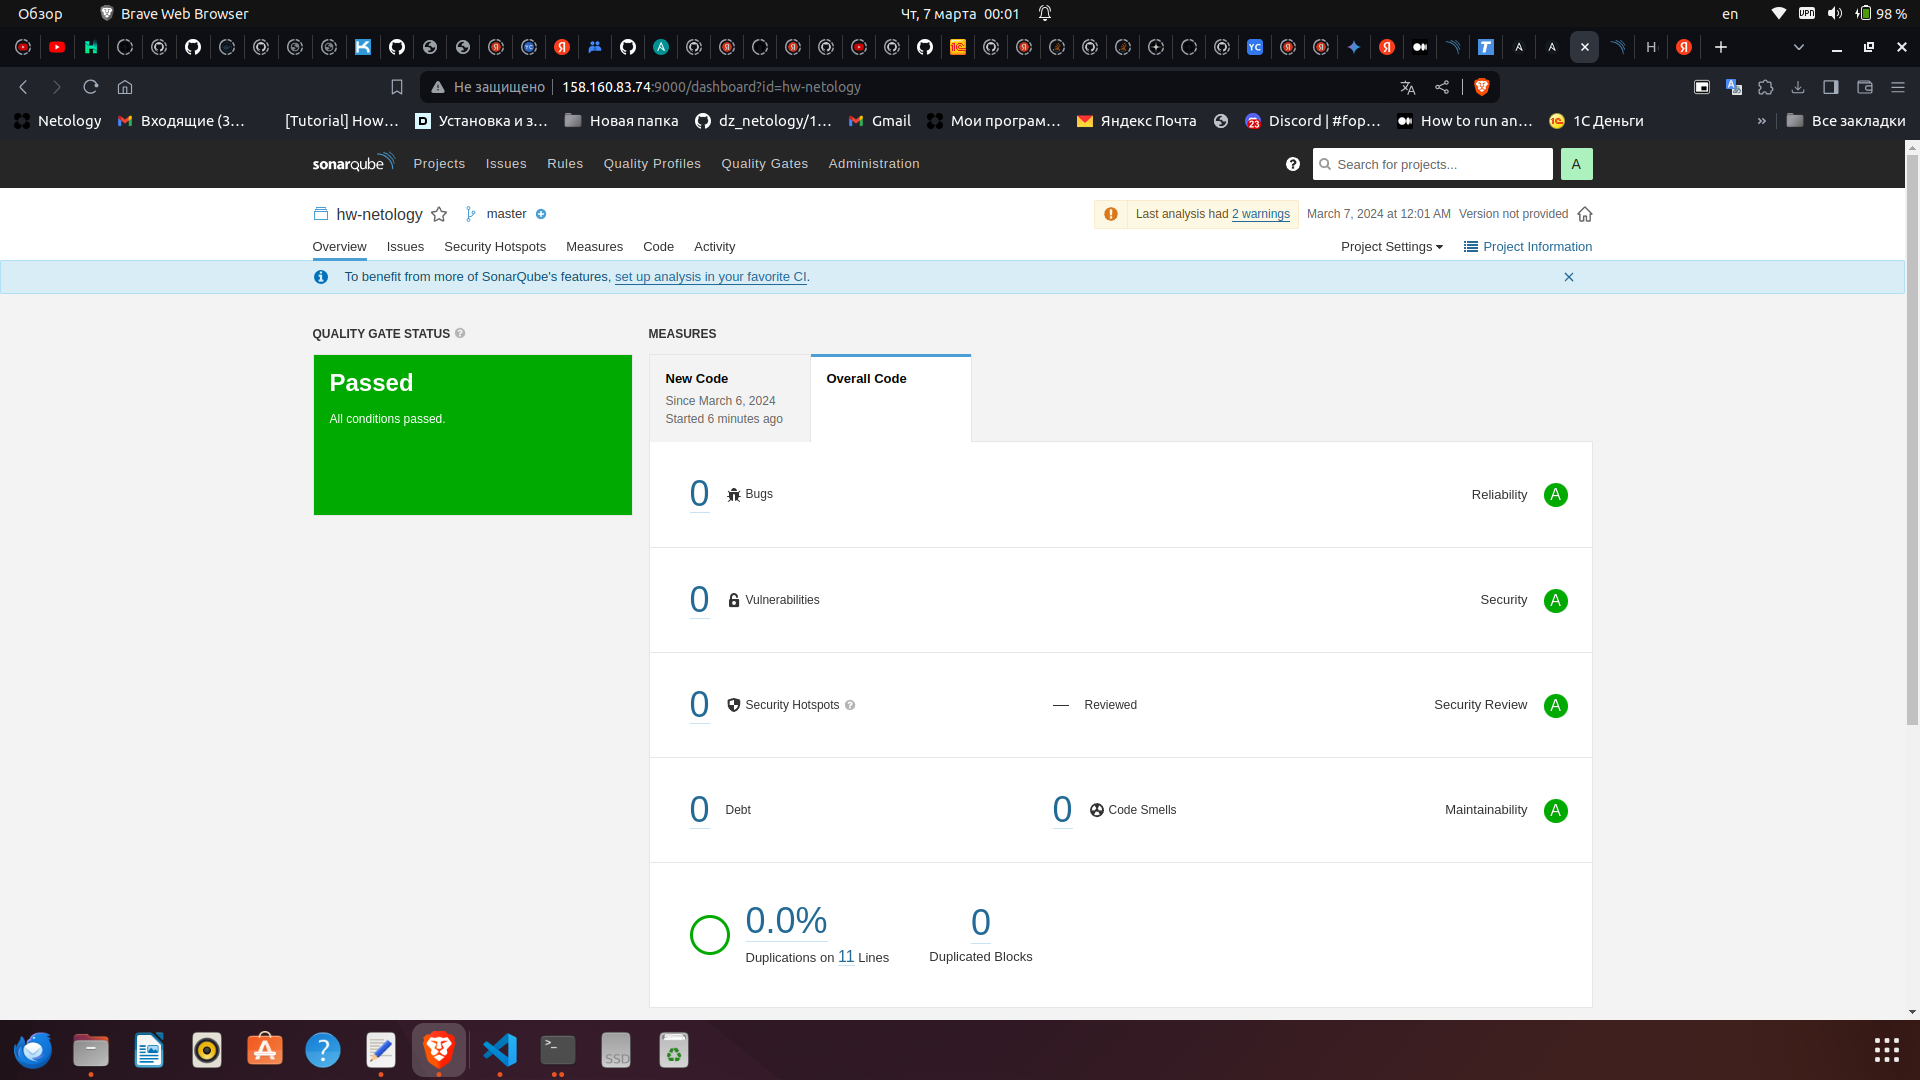 Обзор
Brave Web Browser
Чт, 7 марта 00:01
en
VPN
98 %
Не защищено
158.160.83.74:9000/dashboard?id=hw-netology
Netology
Входящие (3…
[Tutorial] How…
Установка и з…
Новая папка
dz_netology/1…
Gmail
Мои програм…
Яндекс Почта
Discord | #fop…
How to run an…
1С Деньги
»
Все закладки
sonarqube
Projects
Issues
Rules
Quality Profiles
Quality Gates
Administration
Search for projects...
A
hw-netology
master
Last analysis had 2 warnings
March 7, 2024 at 12:01 AM
Version not provided
Overview
Issues
Security Hotspots
Measures
Code
Activity
Project Settings
Project Information
To benefit from more of SonarQube's features, set up analysis in your favorite CI.
QUALITY GATE STATUS
MEASURES
Passed
All conditions passed.
New Code
Since March 6, 2024
Started 6 minutes ago
Overall Code
0 Bugs
Reliability A
0 Vulnerabilities
Security A
0 Security Hotspots
— Reviewed
Security Review A
0 Debt
0 Code Smells
Maintainability A
0.0%
Duplications on 11 Lines
0
Duplicated Blocks
SSD